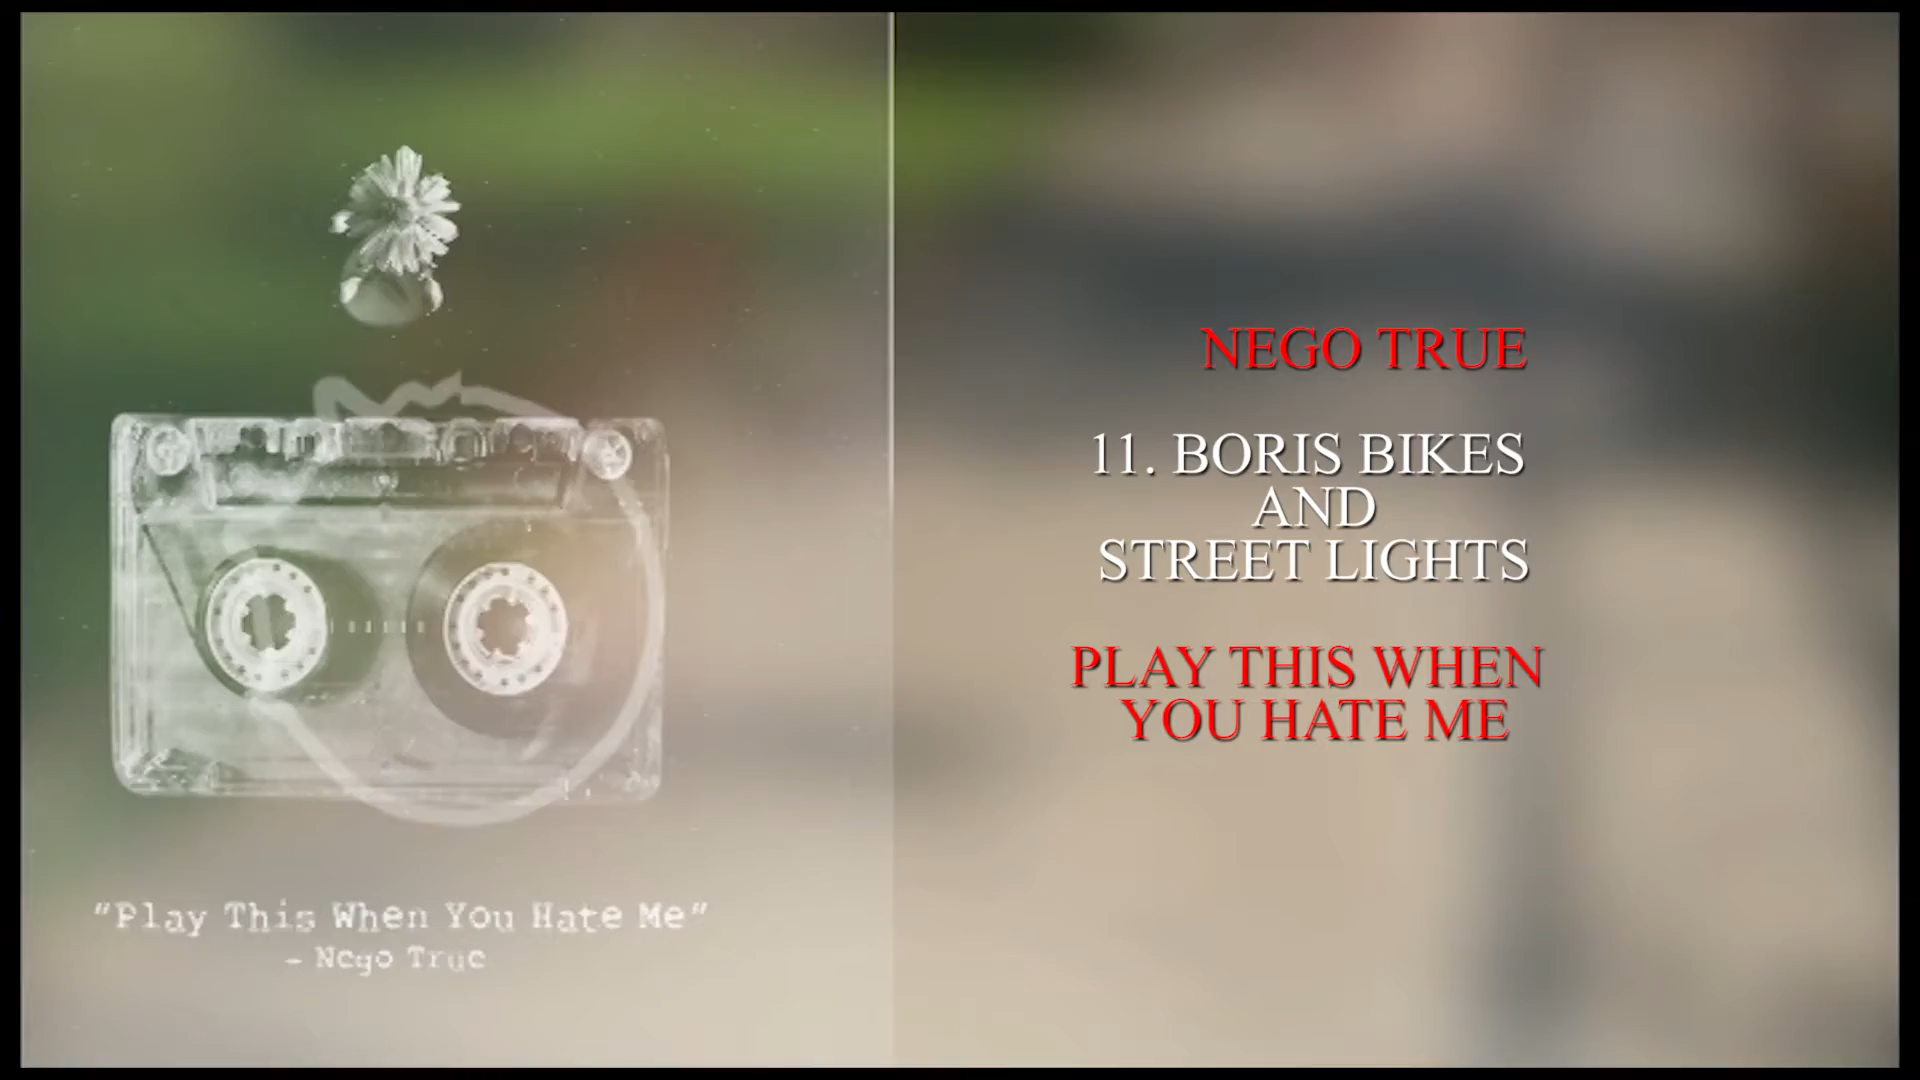 "Play This When You Hate Me"
- Nego True
NEGO TRUE
11. BORIS BIKES
AND
STREET LIGHTS
PLAY THIS WHEN
YOU HATE ME